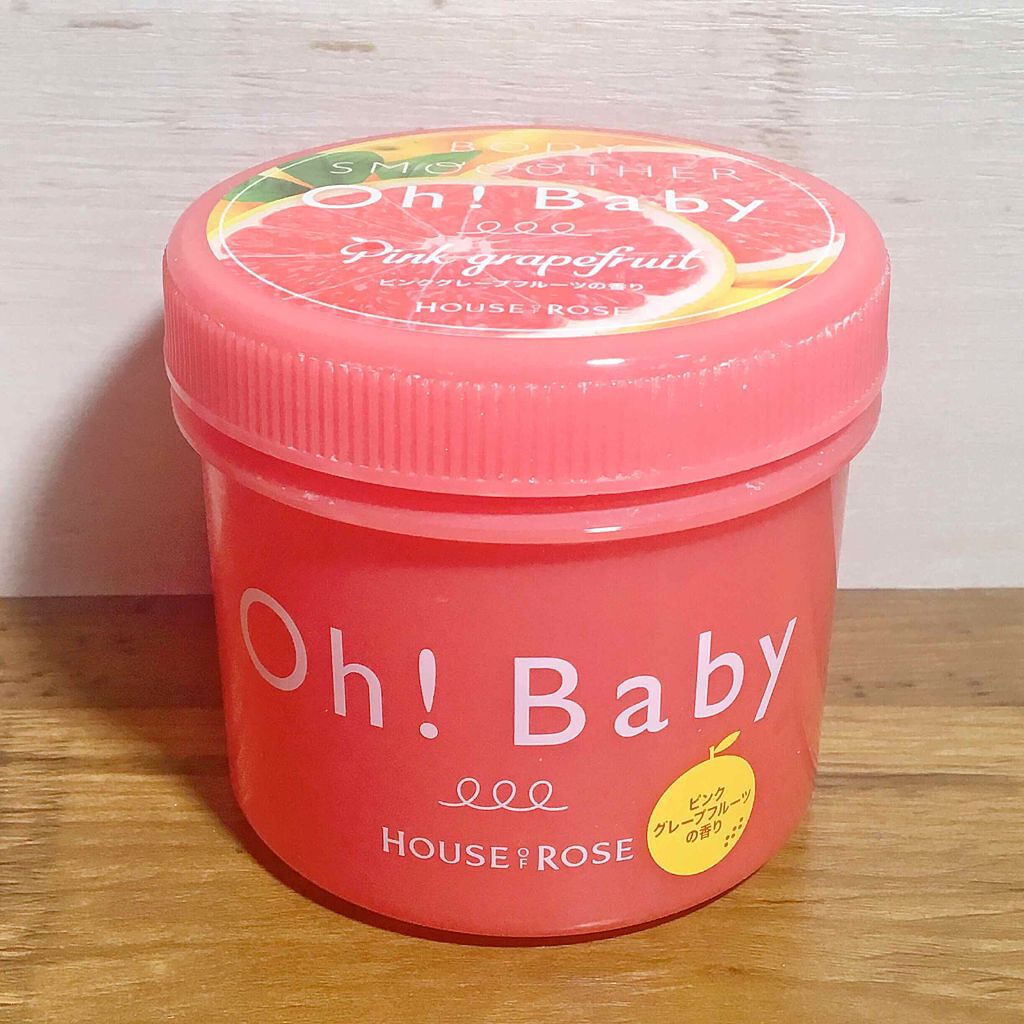 BODY
SMOOOTHER
Oh! Baby
Pink grapefruit
ピンクグレープフルーツの香り
HOUSE OF ROSE
Oh! Baby
HOUSE OF ROSE
ピンク
グレープフルーツ
の香り